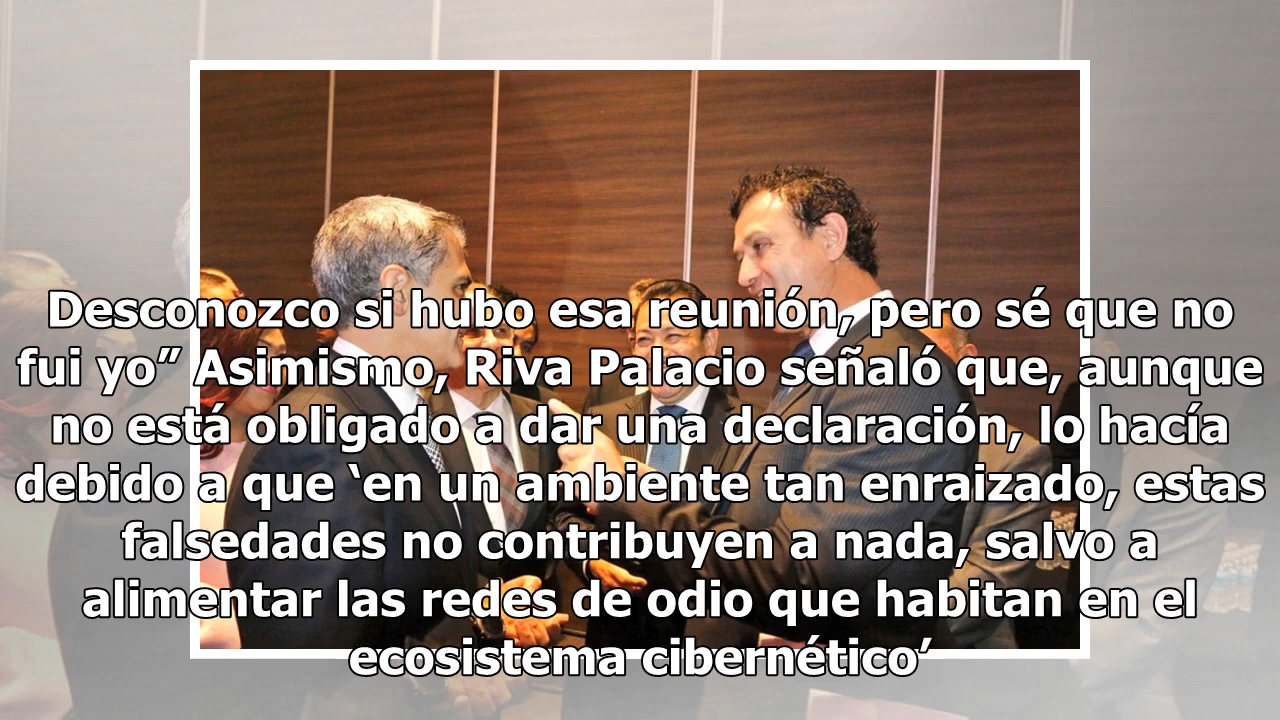 Desconozco si hubo esa reunión, pero sé que no
fui yo” Asimismo, Riva Palacio señaló que, aunque
no está obligado a dar una declaración, lo hacía
debido a que ‘en un ambiente tan enraizado, estas
falsedades no contribuyen a nada, salvo a
alimentar las redes de odio que habitan en el
ecosistema cibernético’